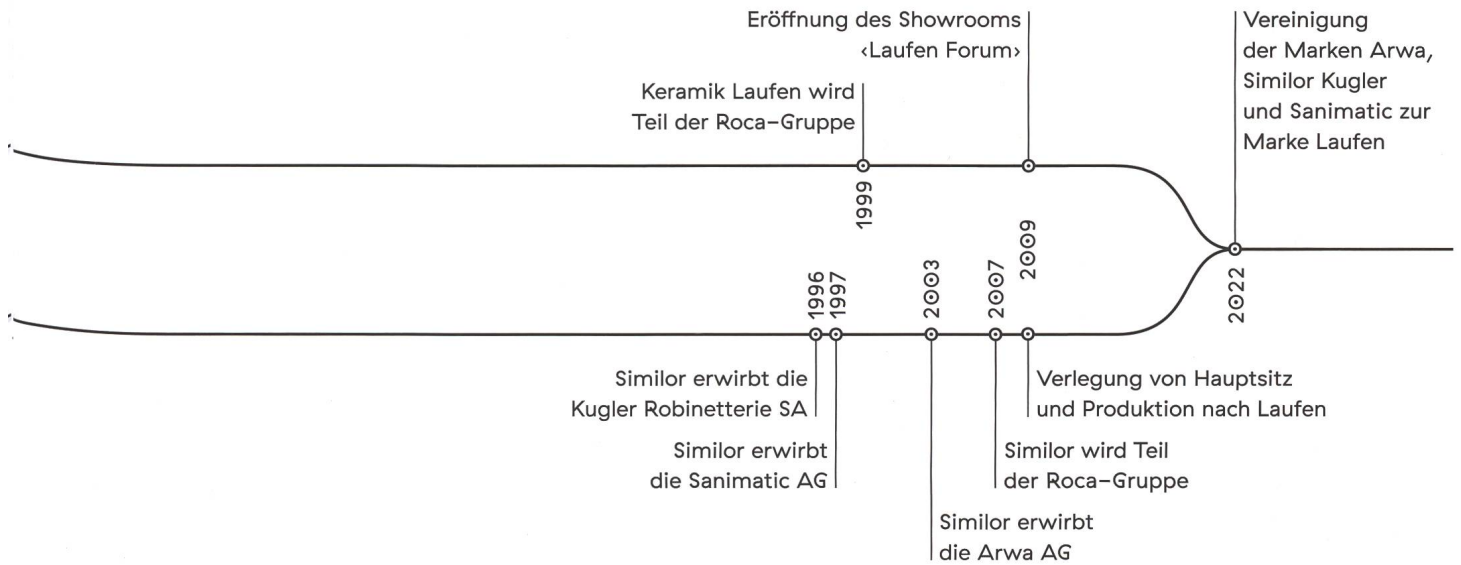 Eröffnung des Showrooms
‹Laufen Forum›
Vereinigung
der Marken Arwa,
Similor Kugler
und Sanimatic zur
Marke Laufen
Keramik Laufen wird
Teil der Roca–Gruppe
1999
2009
2022
1996
1997
2003
2007
Similor erwirbt die
Kugler Robinetterie SA
Verlegung von Hauptsitz
und Produktion nach Laufen
Similor erwirbt
die Sanimatic AG
Similor wird Teil
der Roca–Gruppe
Similor erwirbt
die Arwa AG